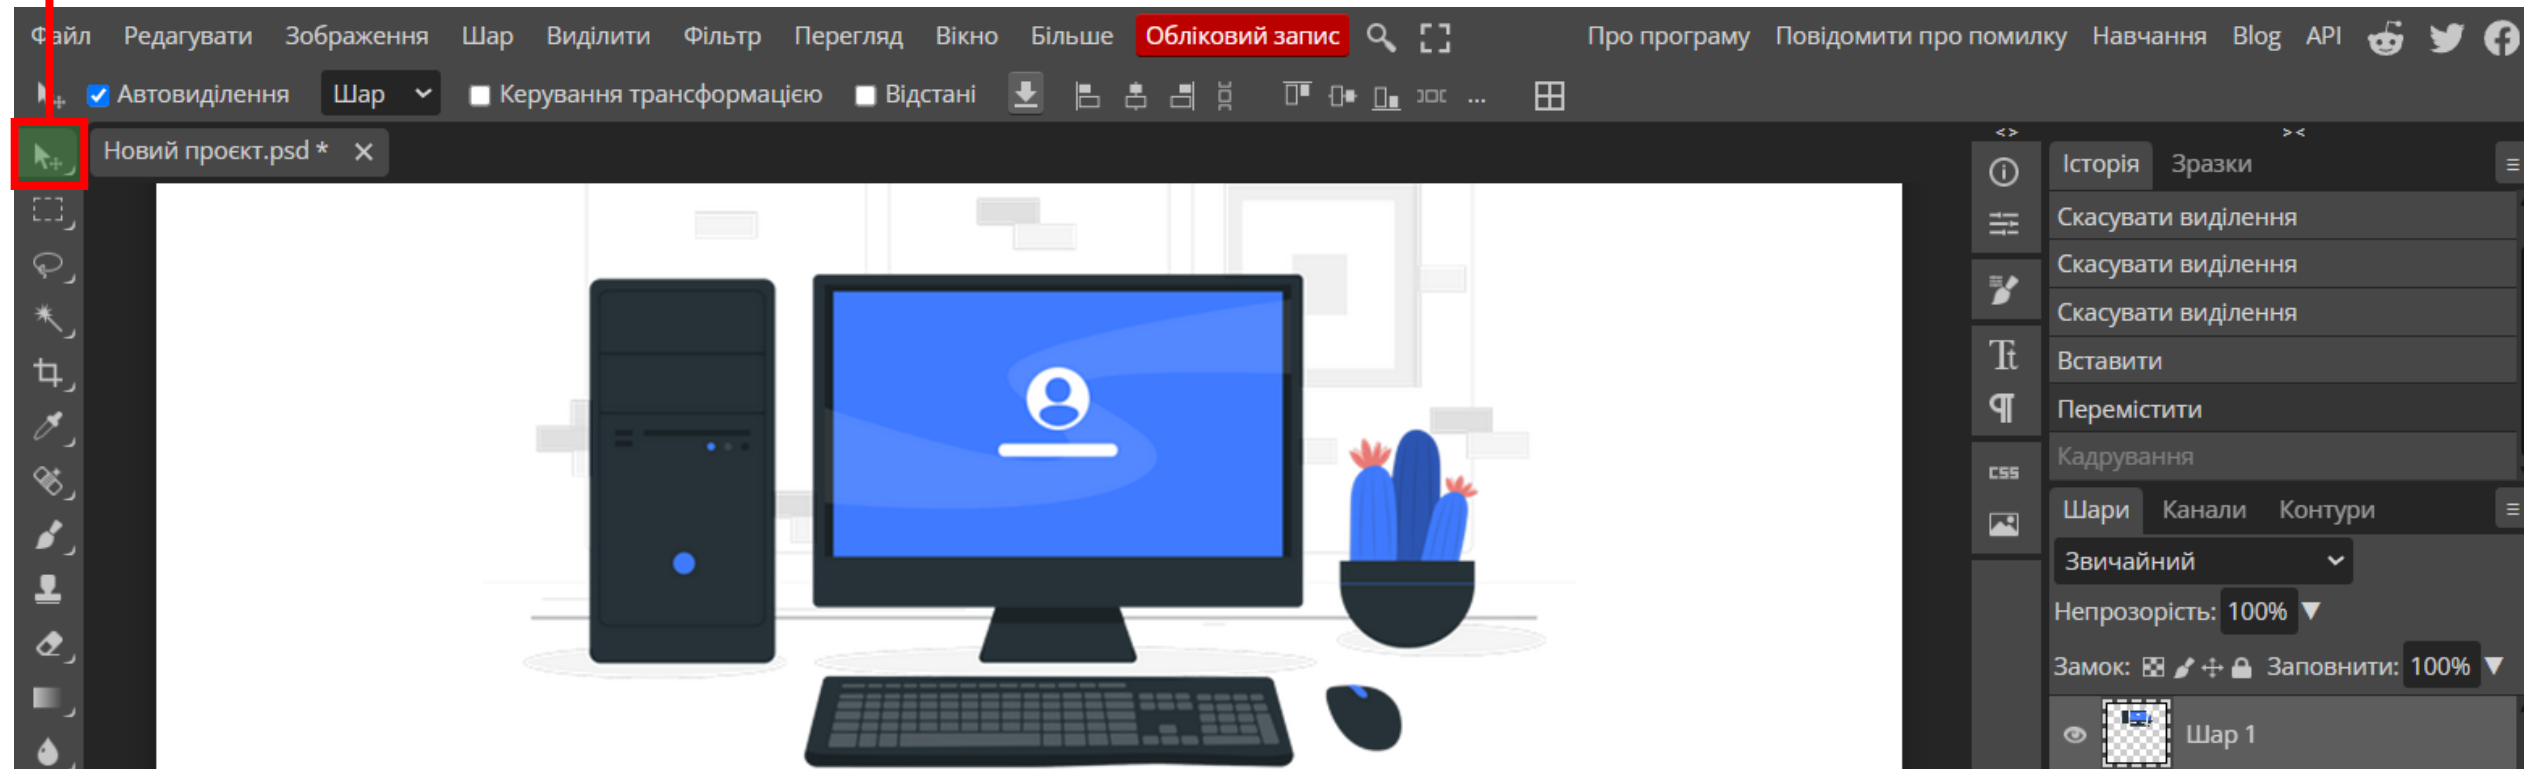 Файл Редагувати Зображення Шар Виділити Фільтр Перегляд Вікно Більше Обліковий запис Про програму Повідомити про помилку Навчання Blog API
Автовиділення Шар Керування трансформацією Відстані ...
Новий проєкт.psd *
< > > <
Історія Зразки
Скасувати виділення
Скасувати виділення
Скасувати виділення
Вставити
Перемістити
Кадрування
CSS
Шари Канали Контури
Звичайний
Непрозорість: 100%
Замок: Заповнити: 100%
Шар 1